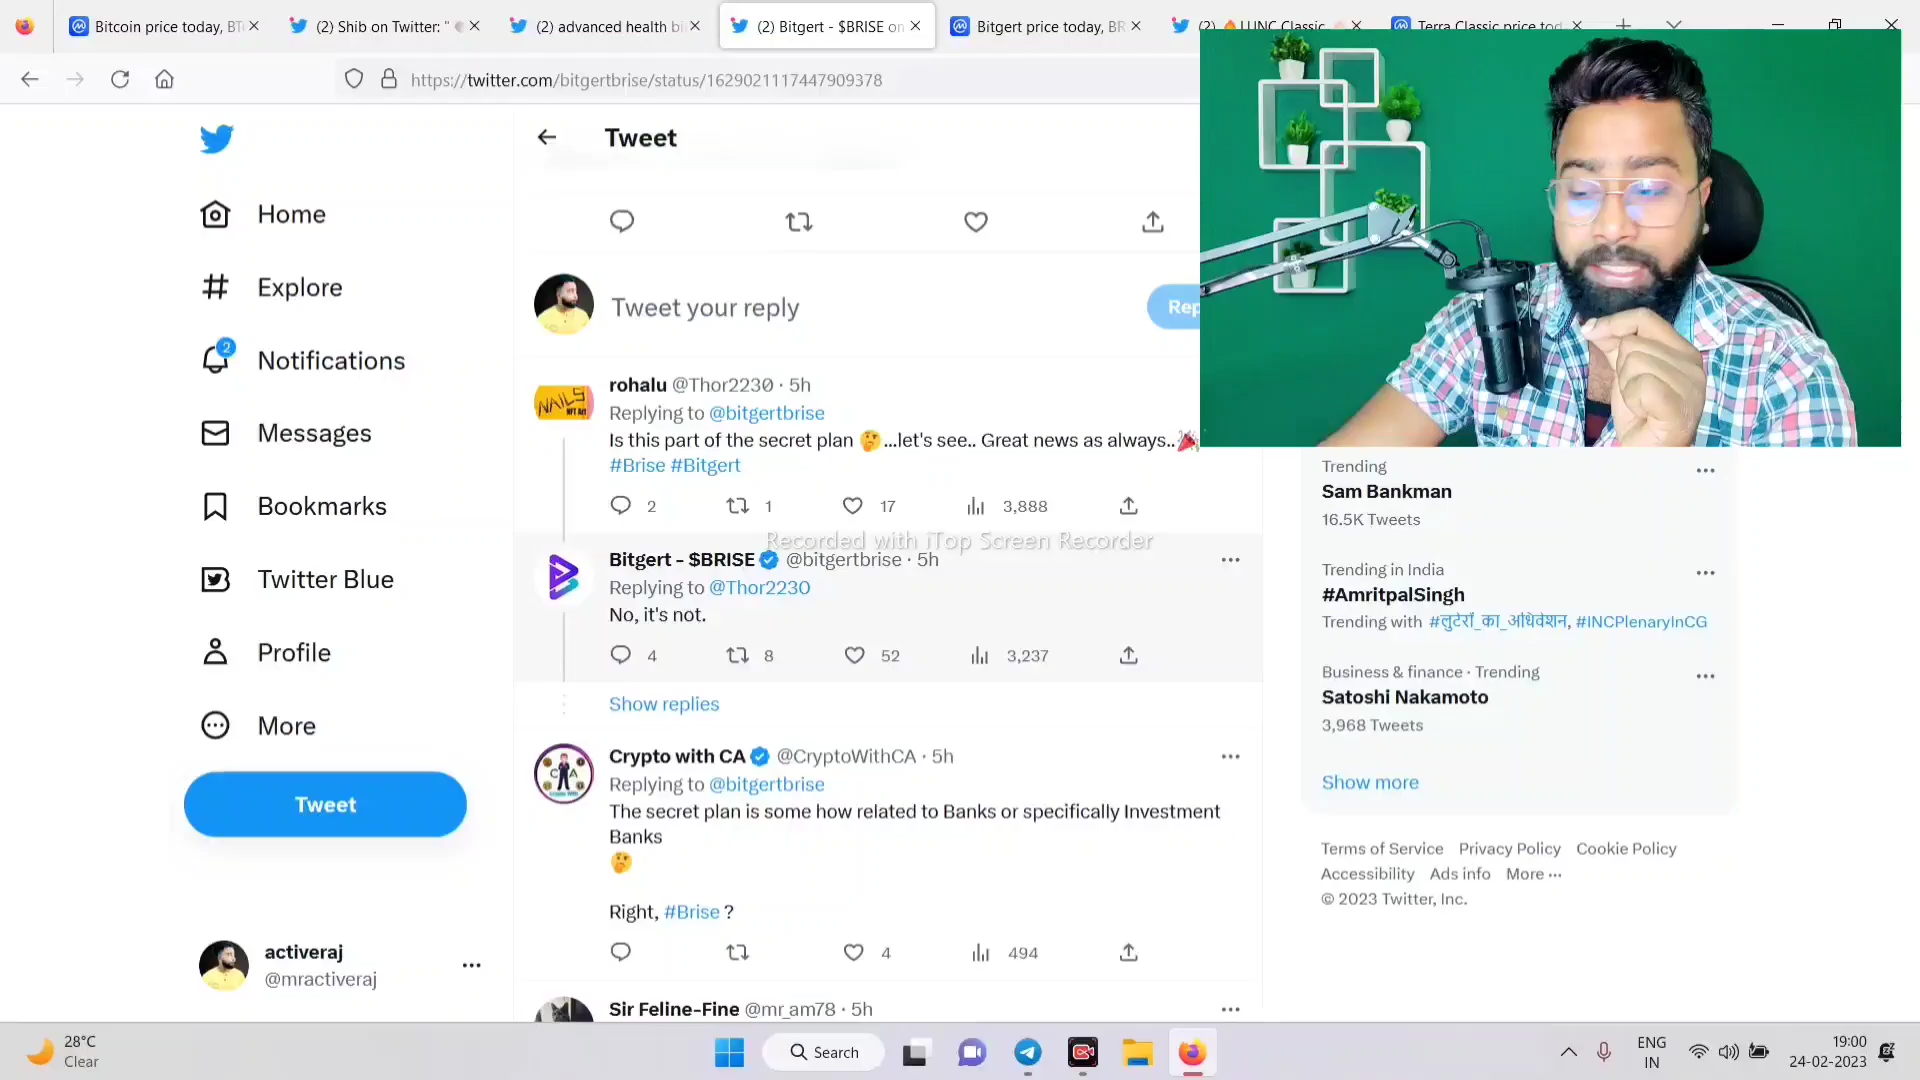 Bitcoin price today, BT
(2) Shib on Twitter: "
(2) advanced health bi
(2) Bitgert - $BRISE on
Bitgert price today, BR
(2) 🔥 LUNC Classic
Terra Classic price tod
https://twitter.com/bitgertbrise/status/1629021117447909378
Home
Explore
2
Notifications
Messages
Bookmarks
Twitter Blue
Profile
More
Tweet
activeraj
@mractiveraj
Tweet
Tweet your reply
Rep
NAILS
rohalu @Thor2230 · 5h
Replying to @bitgertbrise
Is this part of the secret plan 🤔...let's see.. Great news as always..🎉
#Brise #Bitgert
2 1 17 3,888
Recorded with iTop Screen Recorder
Bitgert - $BRISE @bitgertbrise · 5h
Replying to @Thor2230
No, it's not.
4 8 52 3,237
Show replies
Crypto with CA @CryptoWithCA · 5h
Replying to @bitgertbrise
The secret plan is some how related to Banks or specifically Investment
Banks
🤔
Right, #Brise ?
4 494
Sir Feline-Fine @mr_am78 · 5h
Trending
Sam Bankman
16.5K Tweets
Trending in India
#AmritpalSingh
Trending with #लुटेरों_का_अधिवेशन, #INCPlenaryInCG
Business & finance · Trending
Satoshi Nakamoto
3,968 Tweets
Show more
Terms of Service Privacy Policy Cookie Policy
Accessibility Ads info More ···
© 2023 Twitter, Inc.
28°C
Clear
Search
ENG
IN
19:00
24-02-2023